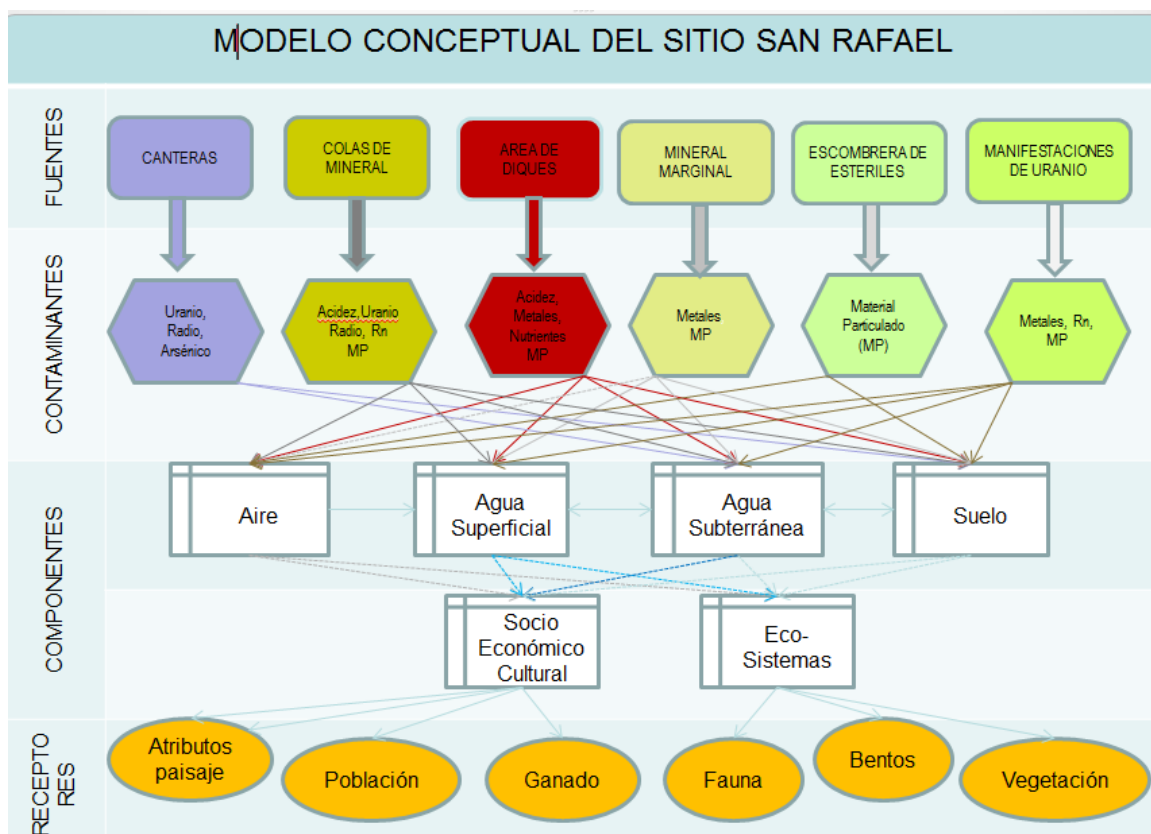 MODELO CONCEPTUAL DEL SITIO SAN RAFAEL
FUENTES
CANTERAS
COLAS DE
MINERAL
AREA DE
DIQUES
MINERAL
MARGINAL
ESCOMBRERA DE
ESTERILES
MANIFESTACIONES
DE URANIO
CONTAMINANTES
Uranio,
Radio,
Arsénico
Acidez,Uranio
Radio, Rn
MP
Acidez,
Metales,
Nutrientes
MP
Metales
MP
Material
Particulado
(MP)
Metales, Rn,
MP
COMPONENTES
Aire
Agua
Superficial
Agua
Subterránea
Suelo
Socio
Económico
Cultural
Eco-
Sistemas
RECEPTO
RES
Atributos
paisaje
Población
Ganado
Fauna
Bentos
Vegetación